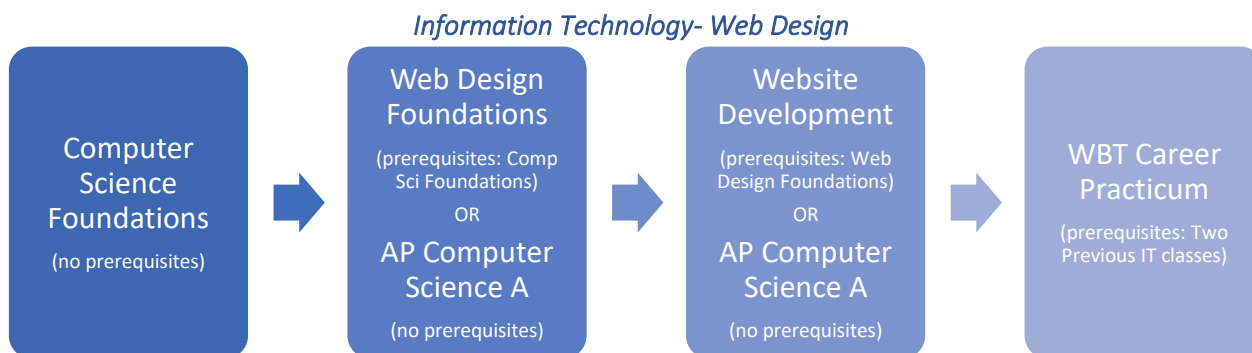 Information Technology- Web Design
Computer
Science
Foundations
(no prerequisites)
Web Design
Foundations
(prerequisites: Comp
Sci Foundations)
OR
AP Computer
Science A
(no prerequisites)
Website
Development
(prerequisites: Web
Design Foundations)
OR
AP Computer
Science A
(no prerequisites)
WBT Career
Practicum
(prerequisites: Two
Previous IT classes)